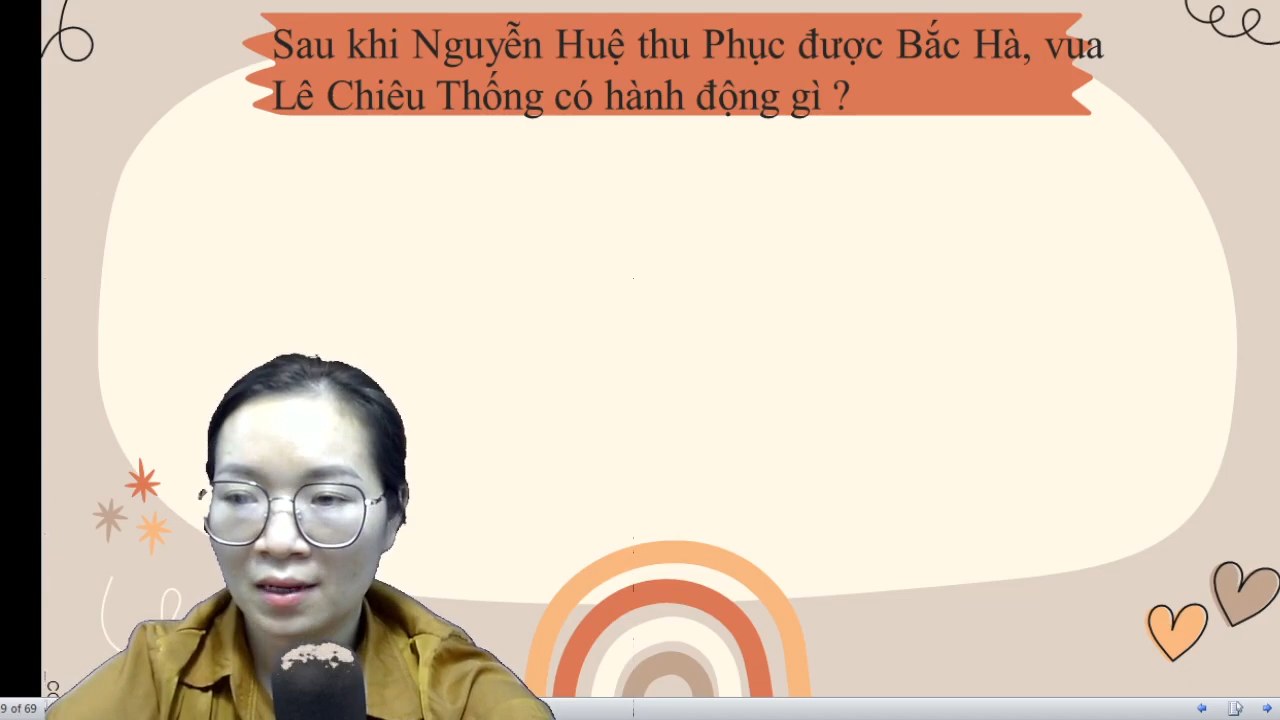 Sau khi Nguyễn Huệ thu Phục được Bắc Hà, vua
Lê Chiêu Thống có hành động gì ?
9 of 69